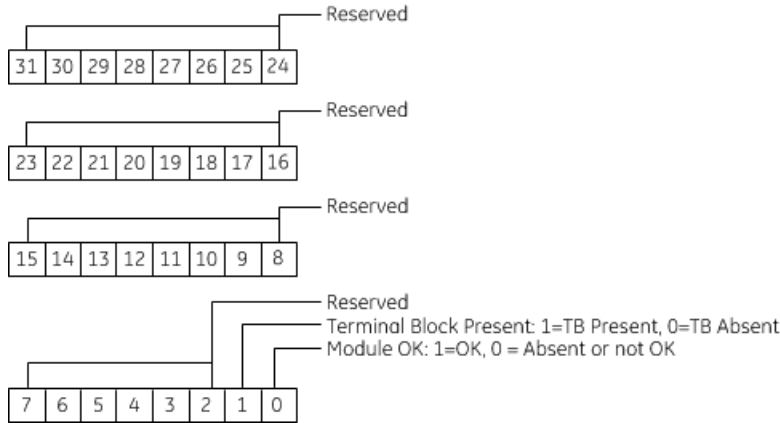 Reserved
31 30 29 28 27 26 25 24
Reserved
23 22 21 20 19 18 17 16
Reserved
15 14 13 12 11 10 9 8
Reserved
Terminal Block Present: 1=TB Present, 0=TB Absent
Module OK: 1=OK, 0 = Absent or not OK
7 6 5 4 3 2 1 0